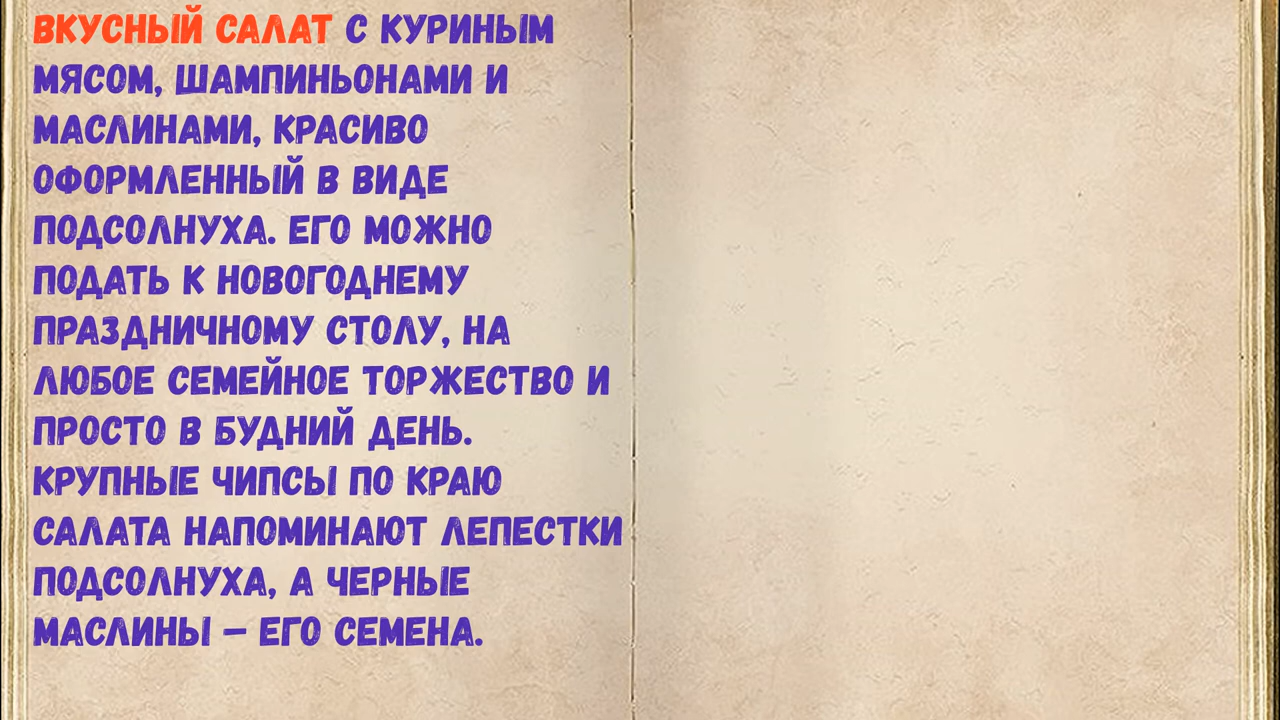 ВКУСНЫЙ САЛАТ С КУРИНЫМ
МЯСОМ, ШАМПИНЬОНАМИ И
МАСЛИНАМИ, КРАСИВО
ОФОРМЛЕННЫЙ В ВИДЕ
ПОДСОЛНУХА. ЕГО МОЖНО
ПОДАТЬ К НОВОГОДНЕМУ
ПРАЗДНИЧНОМУ СТОЛУ, НА
ЛЮБОЕ СЕМЕЙНОЕ ТОРЖЕСТВО И
ПРОСТО В БУДНИЙ ДЕНЬ.
КРУПНЫЕ ЧИПСЫ ПО КРАЮ
САЛАТА НАПОМИНАЮТ ЛЕПЕСТКИ
ПОДСОЛНУХА, А ЧЕРНЫЕ
МАСЛИНЫ – ЕГО СЕМЕНА.